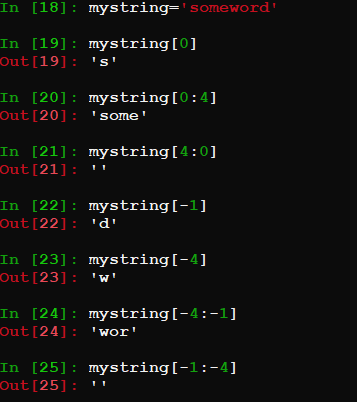 In [18]: mystring='someword'
In [19]: mystring[0]
Out[19]: 's'
In [20]: mystring[0:4]
Out[20]: 'some'
In [21]: mystring[4:0]
Out[21]: ''
In [22]: mystring[-1]
Out[22]: 'd'
In [23]: mystring[-4]
Out[23]: 'w'
In [24]: mystring[-4:-1]
Out[24]: 'wor'
In [25]: mystring[-1:-4]
Out[25]: ''